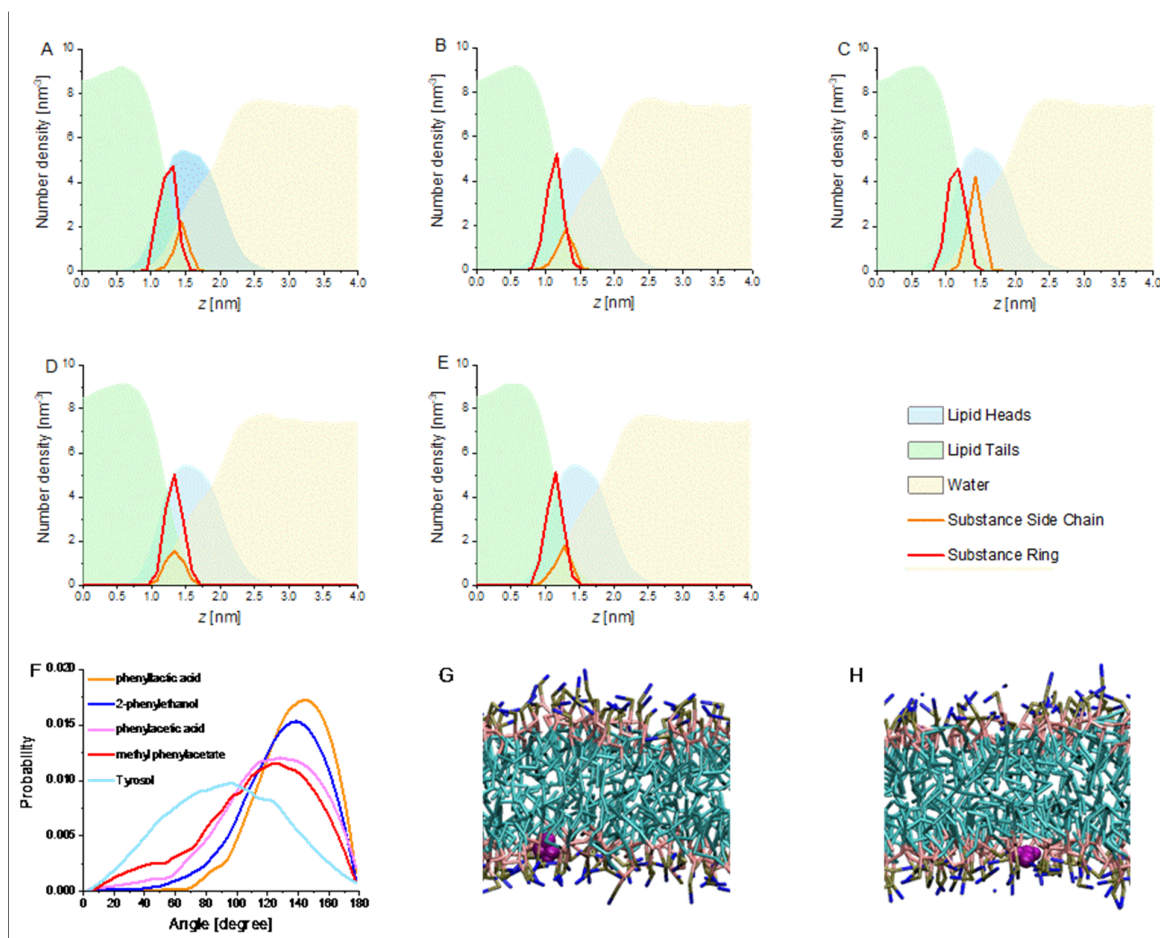 A
B
C
10
8
6
4
2
0
Number density [nm-3]
0.0 0.5 1.0 1.5 2.0 2.5 3.0 3.5 4.0
z [nm]
10
8
6
4
2
0
Number density [nm-3]
0.0 0.5 1.0 1.5 2.0 2.5 3.0 3.5 4.0
z [nm]
10
8
6
4
2
0
Number density [nm-3]
0.0 0.5 1.0 1.5 2.0 2.5 3.0 3.5 4.0
z [nm]
D
E
10
8
6
4
2
0
Number density [nm-3]
0.0 0.5 1.0 1.5 2.0 2.5 3.0 3.5 4.0
z [nm]
10
8
6
4
2
0
Number density [nm-3]
0.0 0.5 1.0 1.5 2.0 2.5 3.0 3.5 4.0
z [nm]
Lipid Heads
Lipid Tails
Water
Substance Side Chain
Substance Ring
F
0.020
0.015
0.010
0.005
0.000
Probability
phenyllactic acid
2-phenylethanol
phenylacetic acid
methyl phenylacetate
Tyrosol
0 20 40 60 80 100 120 140 160 180
Angle [degree]
G
H